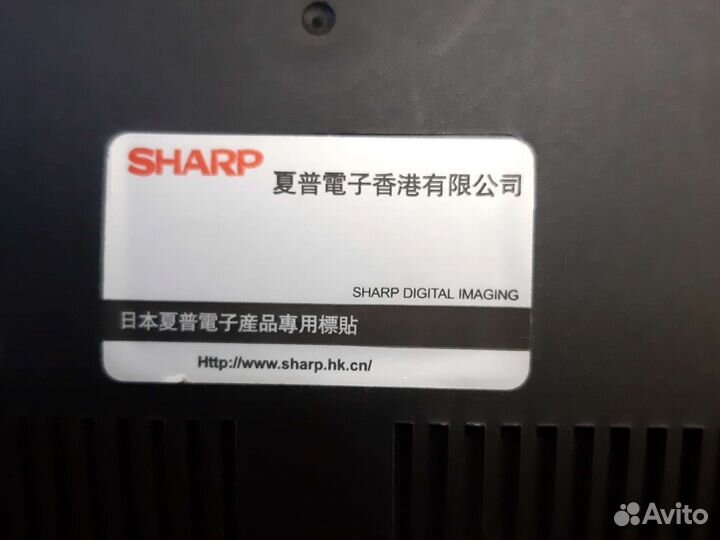 SHARP
夏普電子香港有限公司
SHARP DIGITAL IMAGING
日本夏普電子産品專用標貼
Http://www.sharp.hk.cn/
Avito